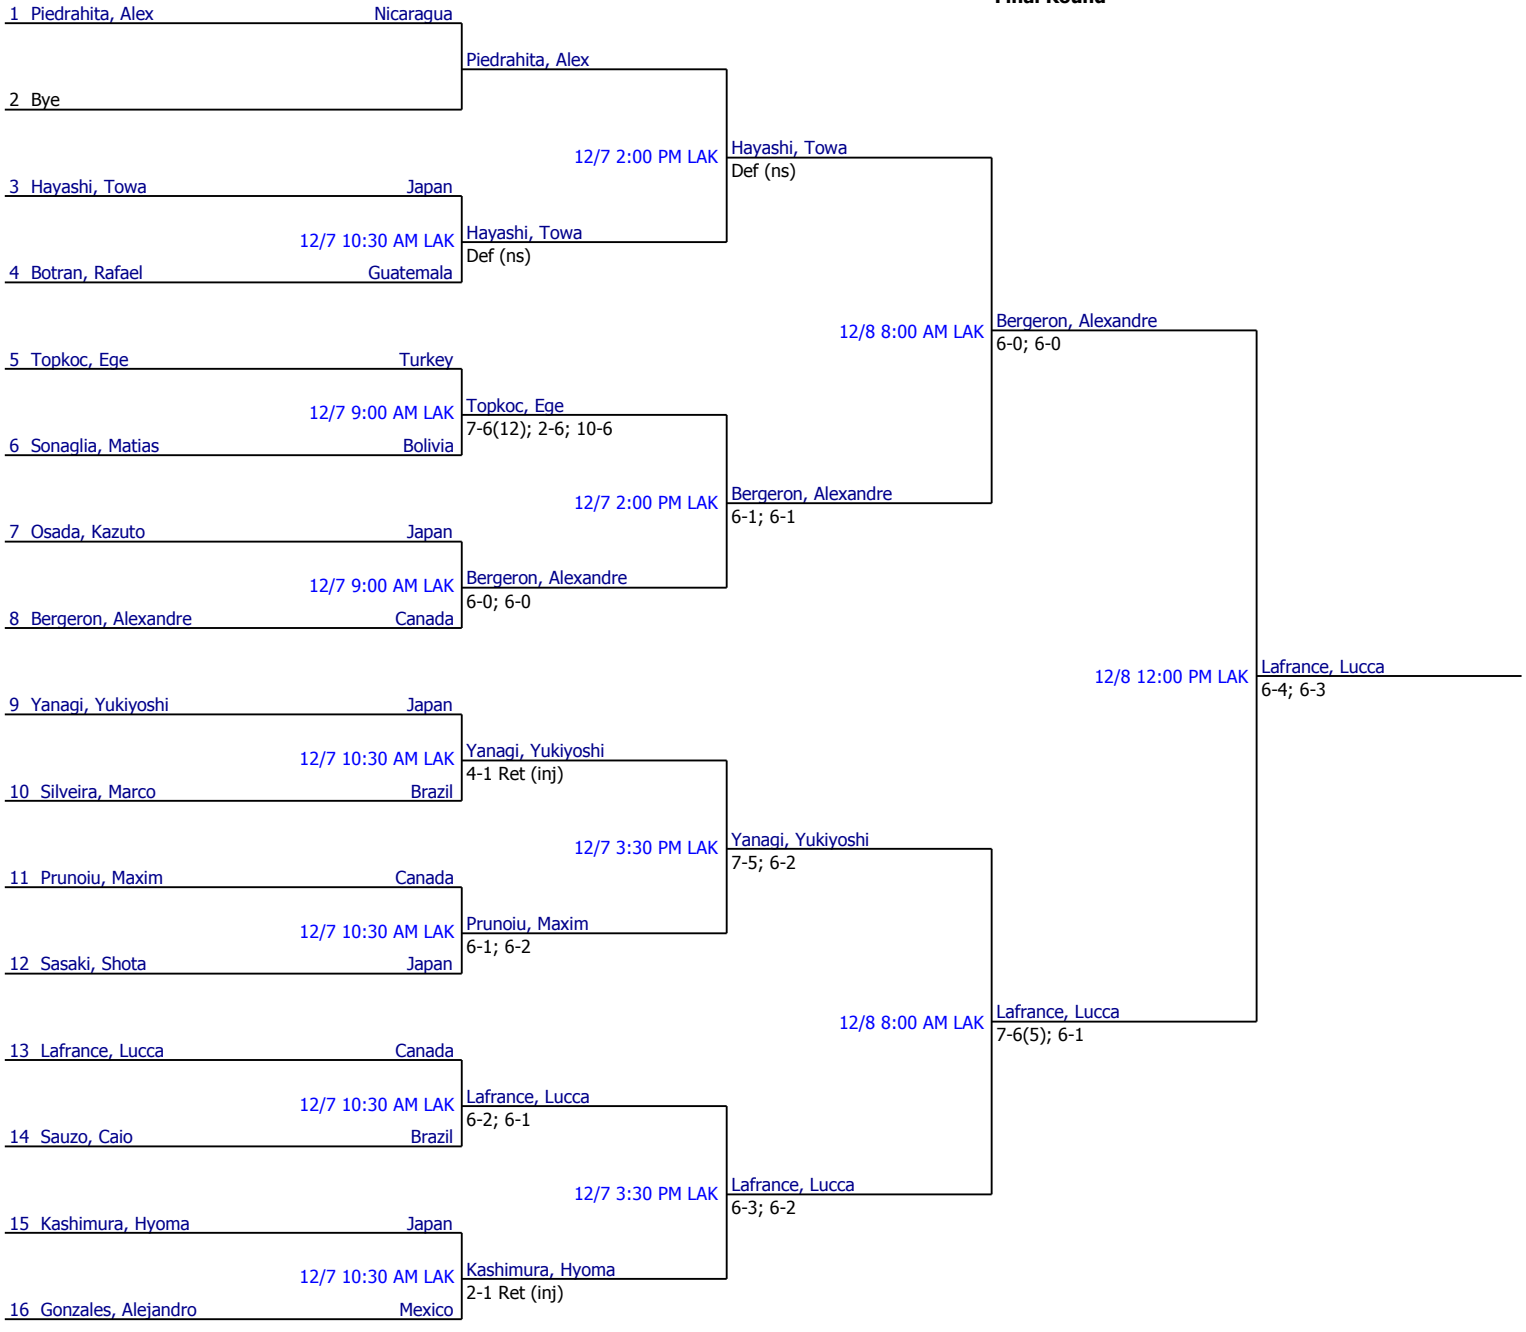 Final Round
1 Piedrahita, Alex Nicaragua
Piedrahita, Alex
2 Bye
12/7 2:00 PM LAK Hayashi, Towa
Def (ns)
3 Hayashi, Towa Japan
12/7 10:30 AM LAK Hayashi, Towa
Def (ns)
4 Botran, Rafael Guatemala
12/8 8:00 AM LAK Bergeron, Alexandre
6-0; 6-0
5 Topkoc, Ege Turkey
12/7 9:00 AM LAK Topkoc, Ege
7-6(12); 2-6; 10-6
6 Sonaglia, Matias Bolivia
12/7 2:00 PM LAK Bergeron, Alexandre
6-1; 6-1
7 Osada, Kazuto Japan
12/7 9:00 AM LAK Bergeron, Alexandre
6-0; 6-0
8 Bergeron, Alexandre Canada
12/8 12:00 PM LAK Lafrance, Lucca
6-4; 6-3
9 Yanagi, Yukiyoshi Japan
12/7 10:30 AM LAK Yanagi, Yukiyoshi
4-1 Ret (inj)
10 Silveira, Marco Brazil
12/7 3:30 PM LAK Yanagi, Yukiyoshi
7-5; 6-2
11 Prunoiu, Maxim Canada
12/7 10:30 AM LAK Prunoiu, Maxim
6-1; 6-2
12 Sasaki, Shota Japan
12/8 8:00 AM LAK Lafrance, Lucca
7-6(5); 6-1
13 Lafrance, Lucca Canada
12/7 10:30 AM LAK Lafrance, Lucca
6-2; 6-1
14 Sauzo, Caio Brazil
12/7 3:30 PM LAK Lafrance, Lucca
6-3; 6-2
15 Kashimura, Hyoma Japan
12/7 10:30 AM LAK Kashimura, Hyoma
2-1 Ret (inj)
16 Gonzales, Alejandro Mexico